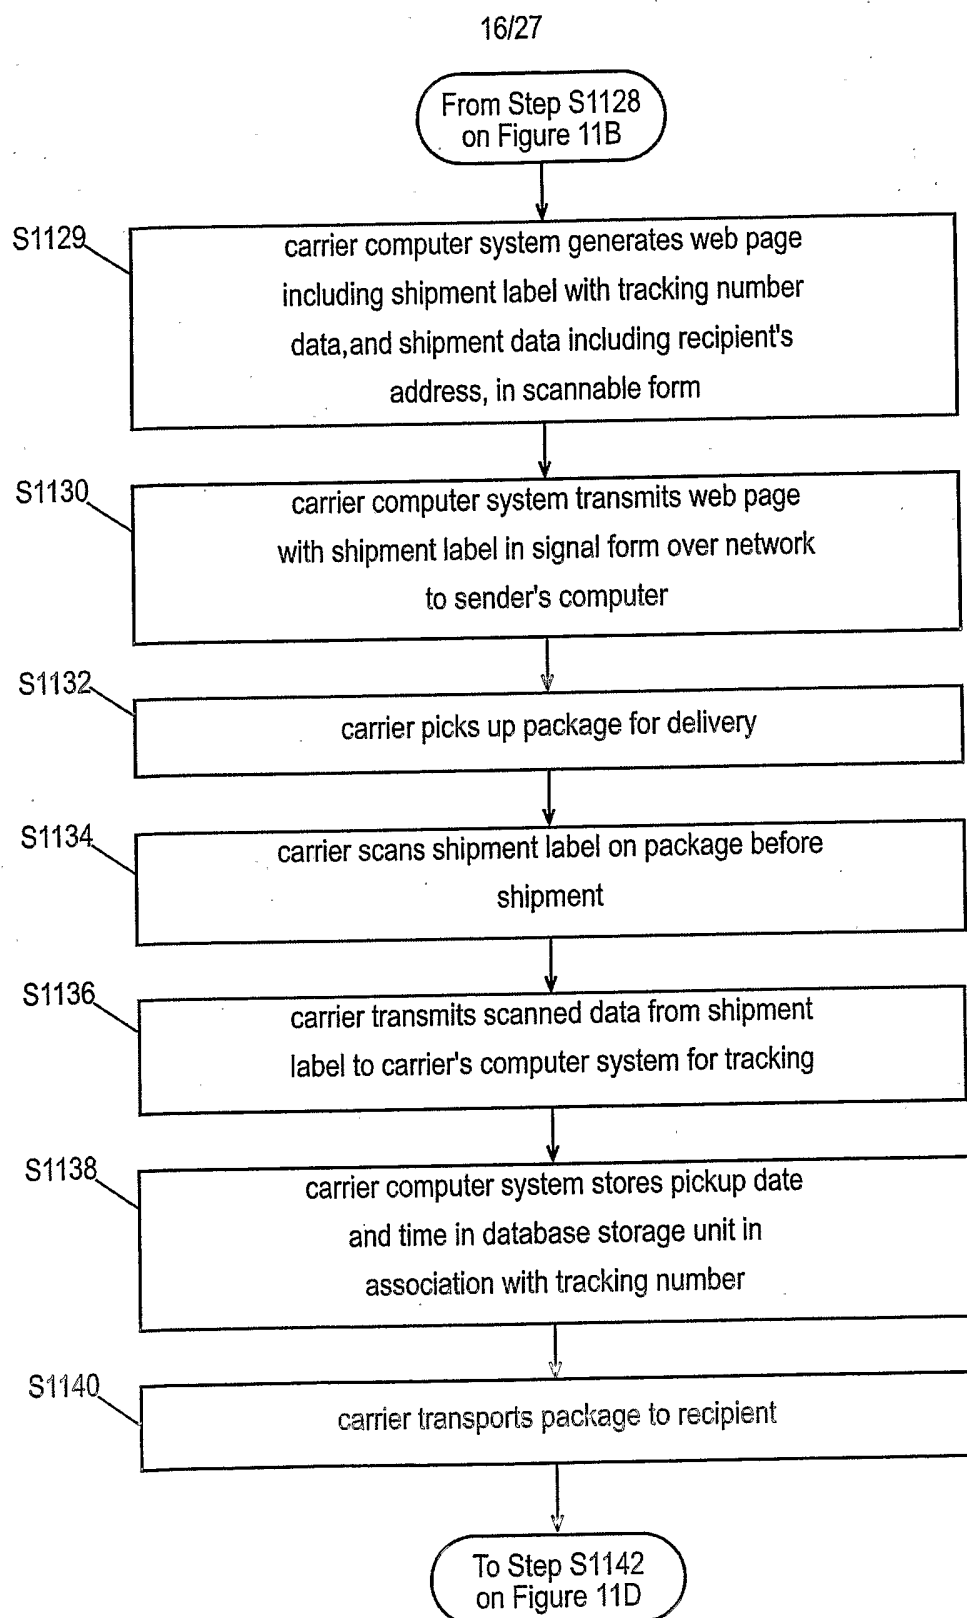 16/27
From Step S1128
on Figure 11B
S1129
carrier computer system generates web page
including shipment label with tracking number
data,and shipment data including recipient's
address, in scannable form
S1130
carrier computer system transmits web page
with shipment label in signal form over network
to sender's computer
S1132
carrier picks up package for delivery
S1134
carrier scans shipment label on package before
shipment
S1136
carrier transmits scanned data from shipment
label to carrier's computer system for tracking
S1138
carrier computer system stores pickup date
and time in database storage unit in
association with tracking number
S1140
carrier transports package to recipient
To Step S1142
on Figure 11D